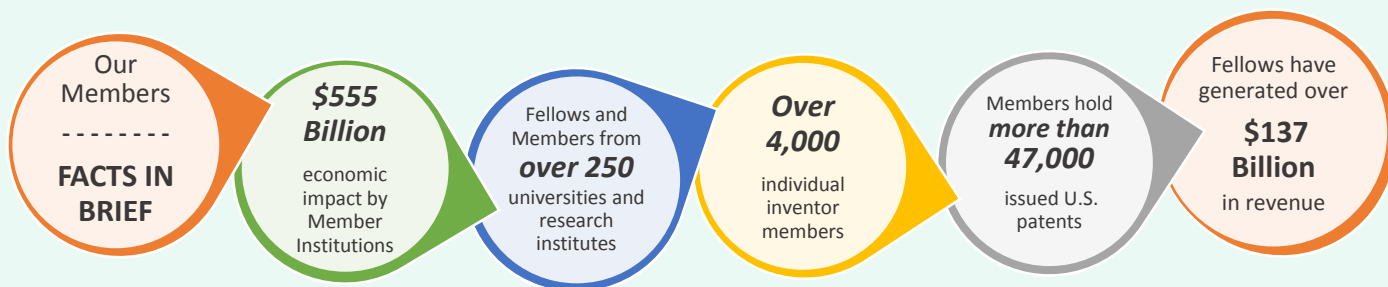 Our
Members
--------
FACTS IN
BRIEF
$555
Billion
economic
impact by
Member
Institutions
Fellows and
Members from
over 250
universities and
research
institutes
Over
4,000
individual
inventor
members
Members hold
more than
47,000
issued U.S.
patents
Fellows have
generated over
$137
Billion
in revenue